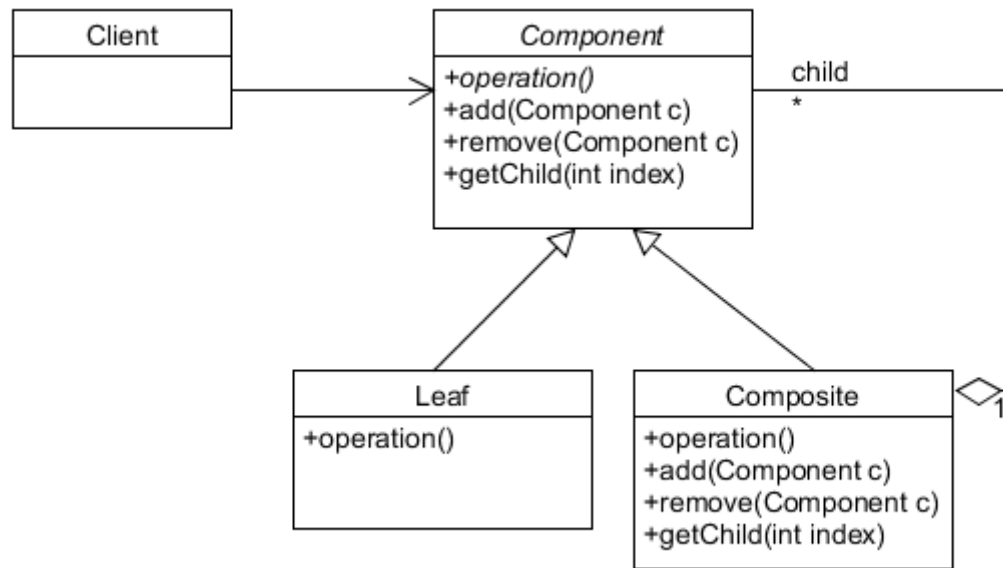 Client
Component
+operation()
+add(Component c)
+remove(Component c)
+getChild(int index)
child
*
Leaf
+operation()
Composite
+operation()
+add(Component c)
+remove(Component c)
+getChild(int index)
1